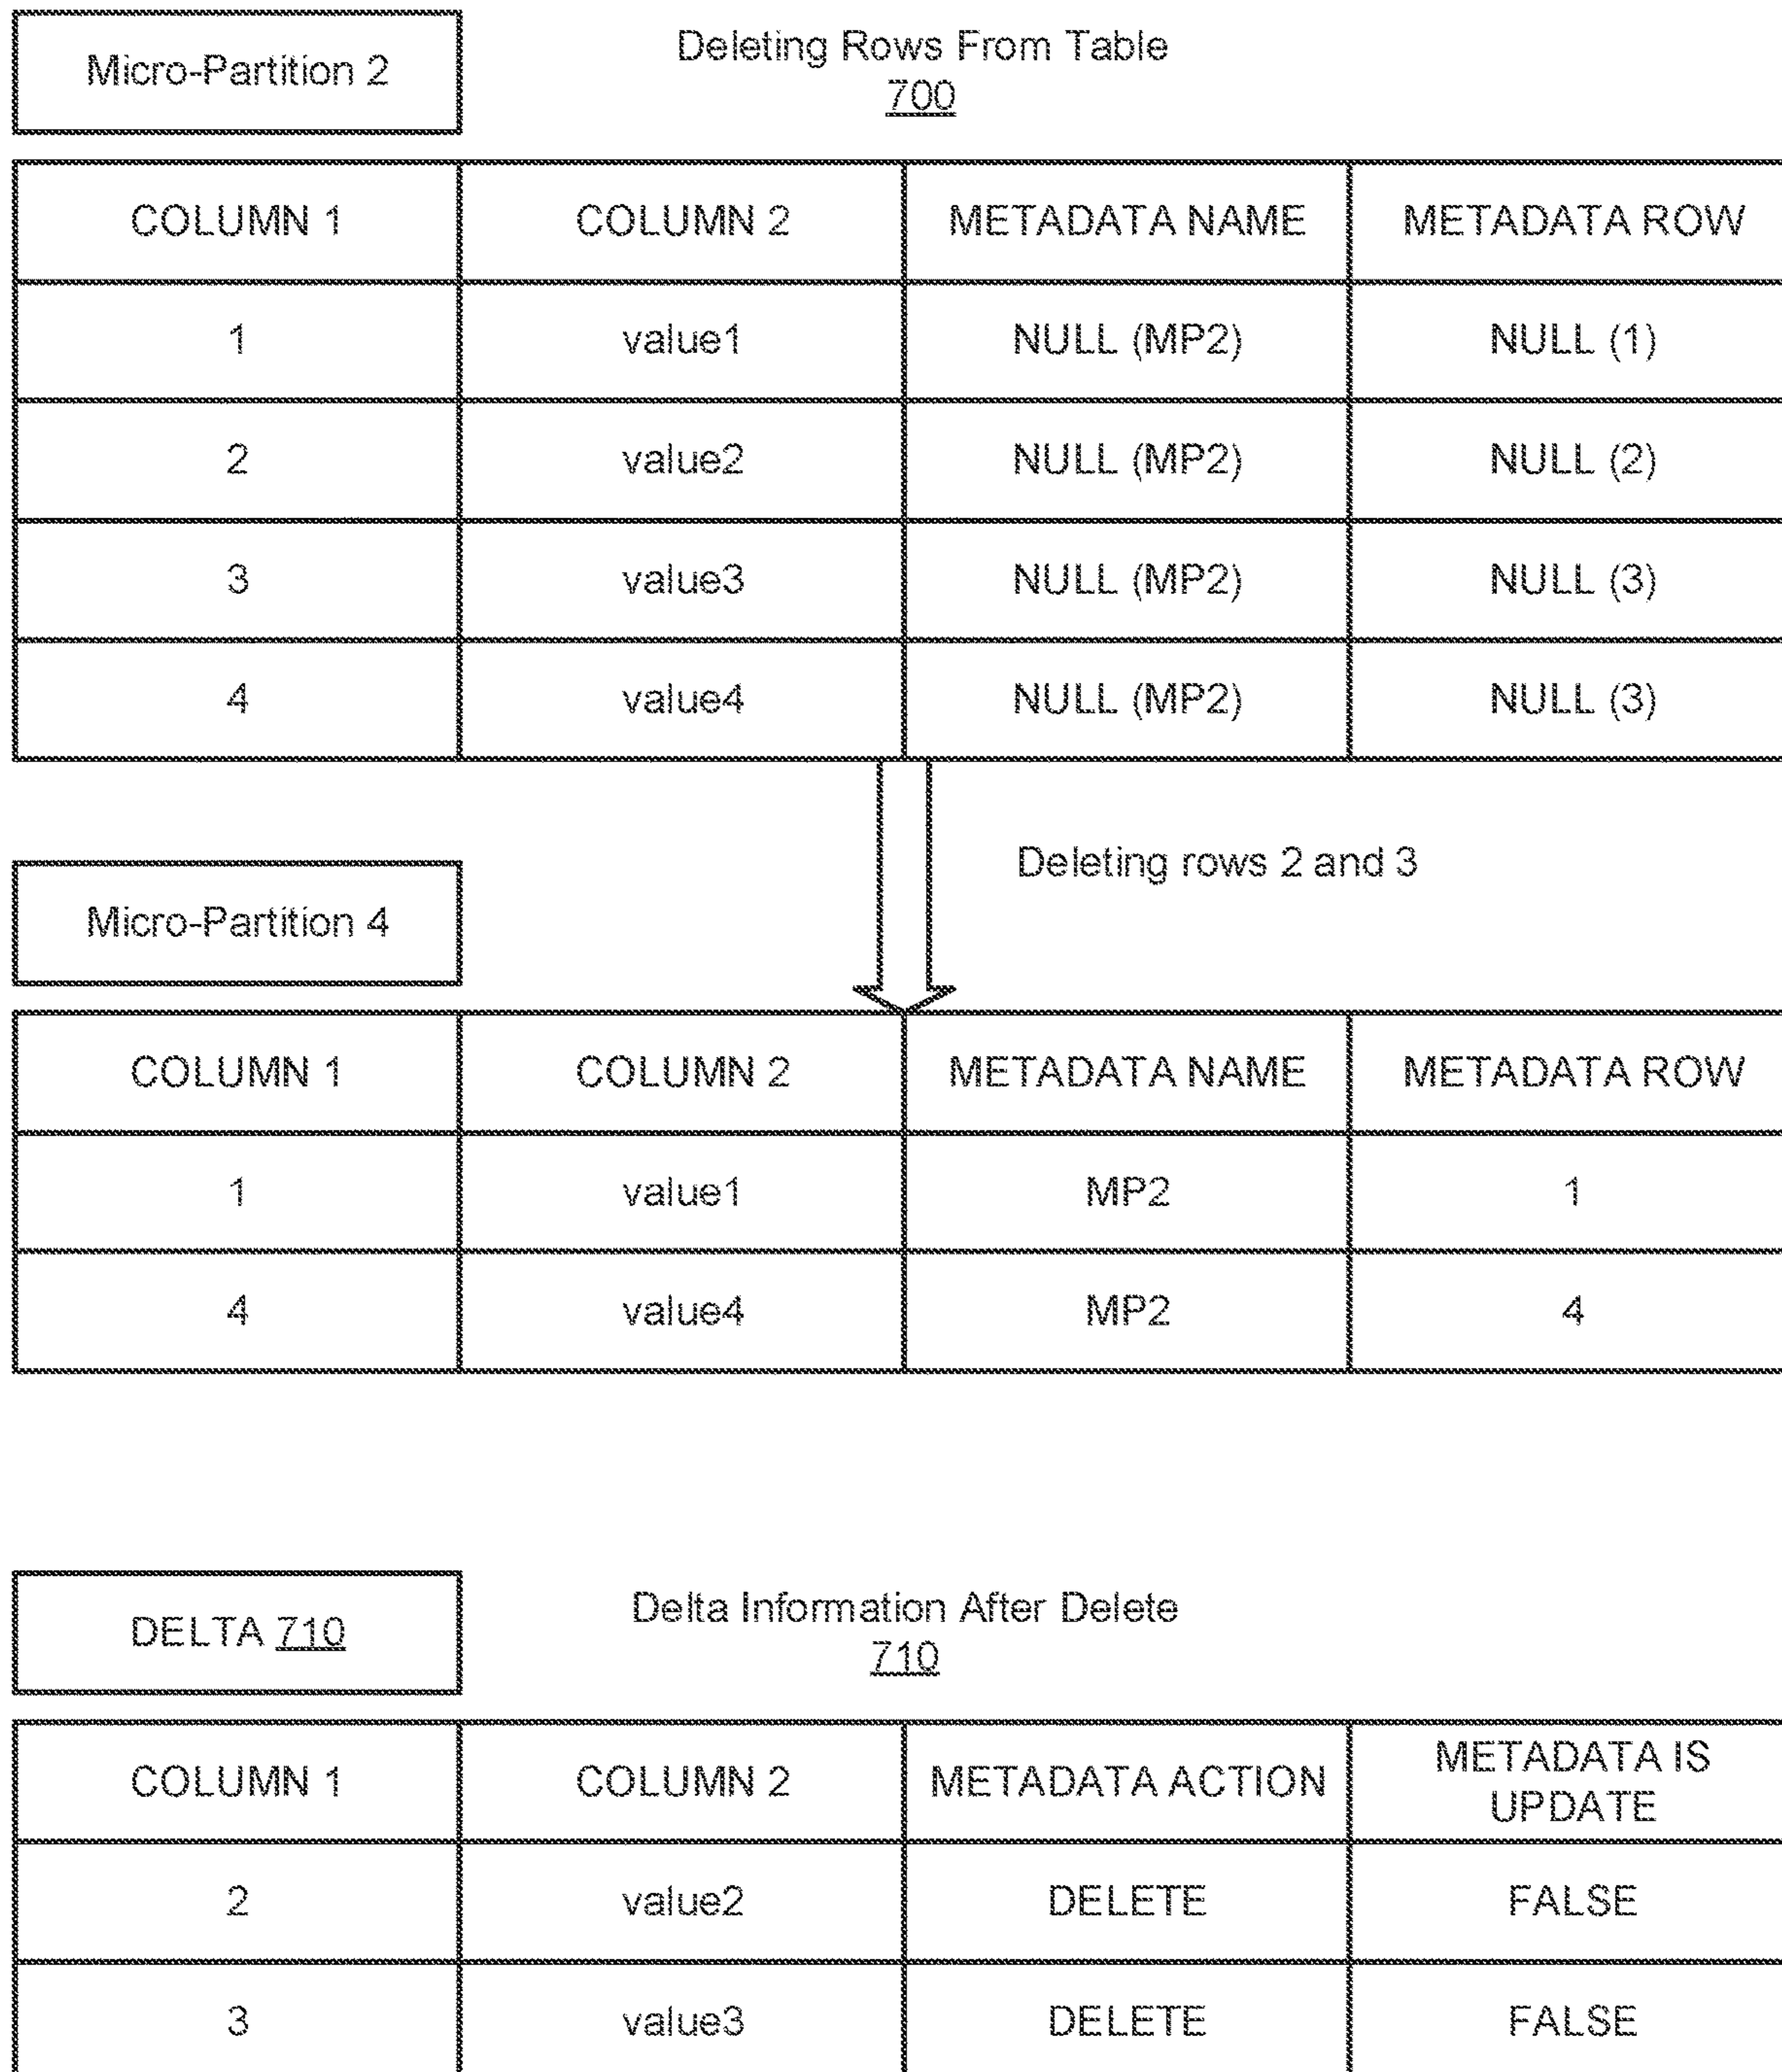 Micro-Partition 2
Deleting Rows From Table
700
COLUMN 1 COLUMN 2 METADATA NAME METADATA ROW
1 value1 NULL (MP2) NULL (1)
2 value2 NULL (MP2) NULL (2)
3 value3 NULL (MP2) NULL (3)
4 value4 NULL (MP2) NULL (3)
Deleting rows 2 and 3
Micro-Partition 4
COLUMN 1 COLUMN 2 METADATA NAME METADATA ROW
1 value1 MP2 1
4 value4 MP2 4
DELTA 710
Delta Information After Delete
710
COLUMN 1 COLUMN 2 METADATA ACTION METADATA IS
UPDATE
2 value2 DELETE FALSE
3 value3 DELETE FALSE